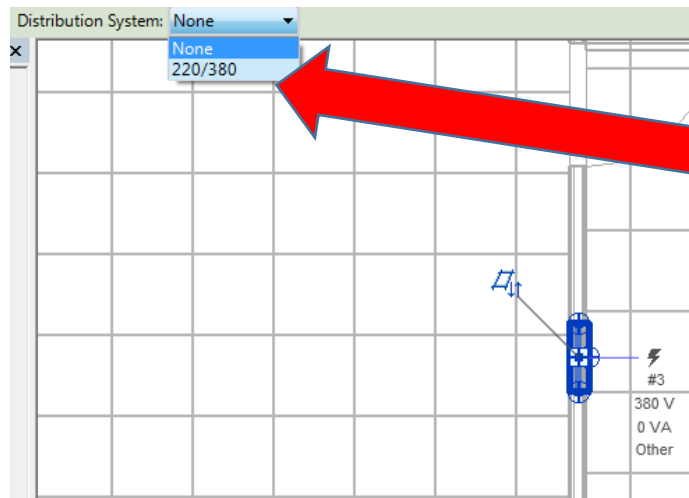 Distribution System: None
None
220/380
#3
380 V
0 VA
Other